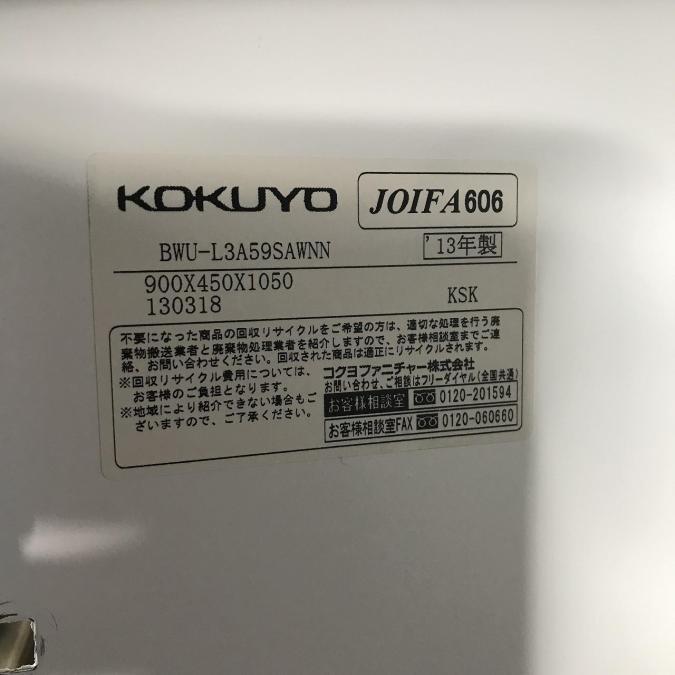 KOKUYO
JOIFA606
BWU-L3A59SAWNN
'13年製
900X450X1050
130318
KSK
不要になった商品の回収リサイクルをご希望の方は、適切な処理を行う廃
棄物搬送業者と廃棄物処理業者を紹介しますので、お客様相談室までご連
絡、お問い合わせください。回収された商品は適正にリサイクルされます。
※回収リサイクル費用については、
お客様のご負担となります。
※地域により紹介できない場合もご
ざいますので、ご了承ください。
コクヨファニチャー株式会社
お問い合わせ、ご相談はフリーダイヤル(全国共通)
お客様相談室 0120-201594
お客様相談室FAX 0120-060660